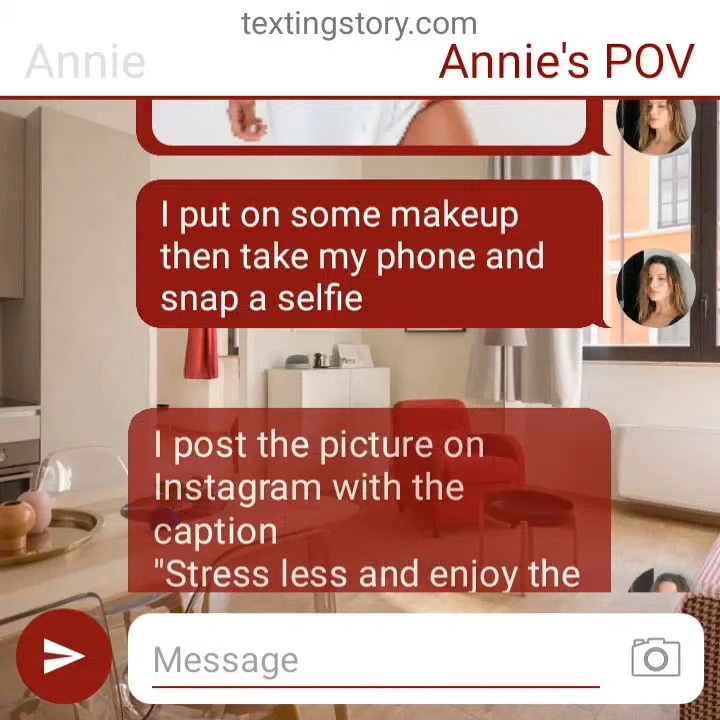 textingstory.com
Annie
Annie's POV
I put on some makeup
then take my phone and
snap a selfie
I post the picture on
Instagram with the
caption
"Stress less and enjoy the
Message